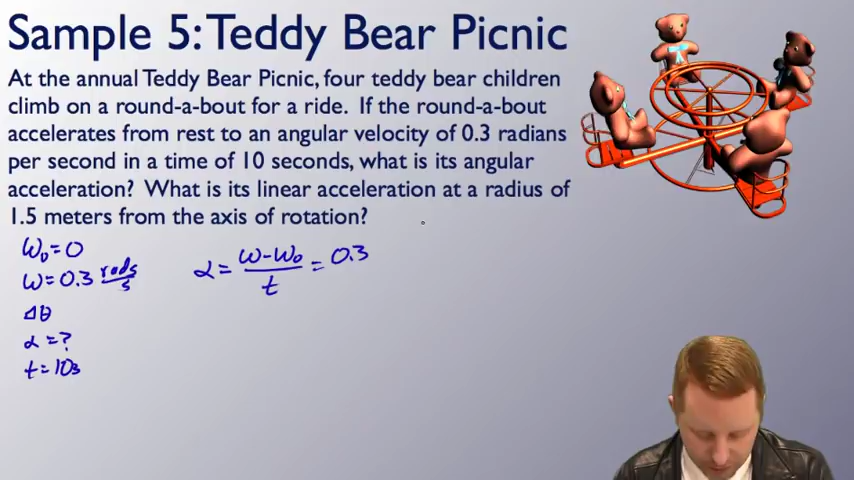 Sample 5: Teddy Bear Picnic
At the annual Teddy Bear Picnic, four teddy bear children
climb on a round-a-bout for a ride. If the round-a-bout
accelerates from rest to an angular velocity of 0.3 radians
per second in a time of 10 seconds, what is its angular
acceleration? What is its linear acceleration at a radius of
1.5 meters from the axis of rotation?
ω₀=0
ω=0.3 rads/s
Δθ
α=?
t=10s
α = (ω-ω₀)/t = 0.3